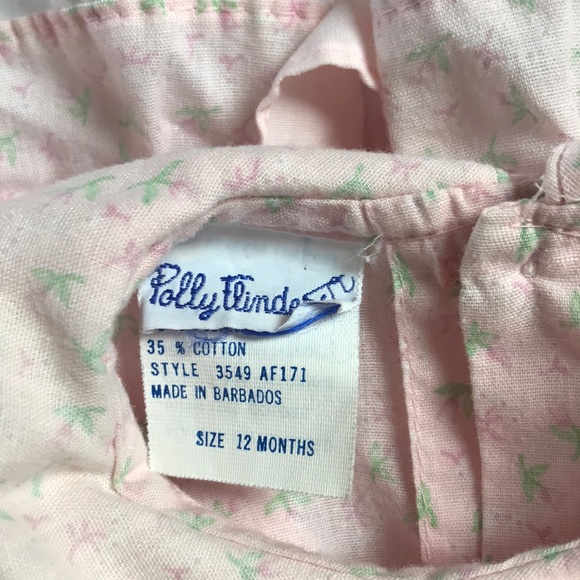 Polly Flinde
35 % COTTON
STYLE 3549 AF171
MADE IN BARBADOS
SIZE 12 MONTHS